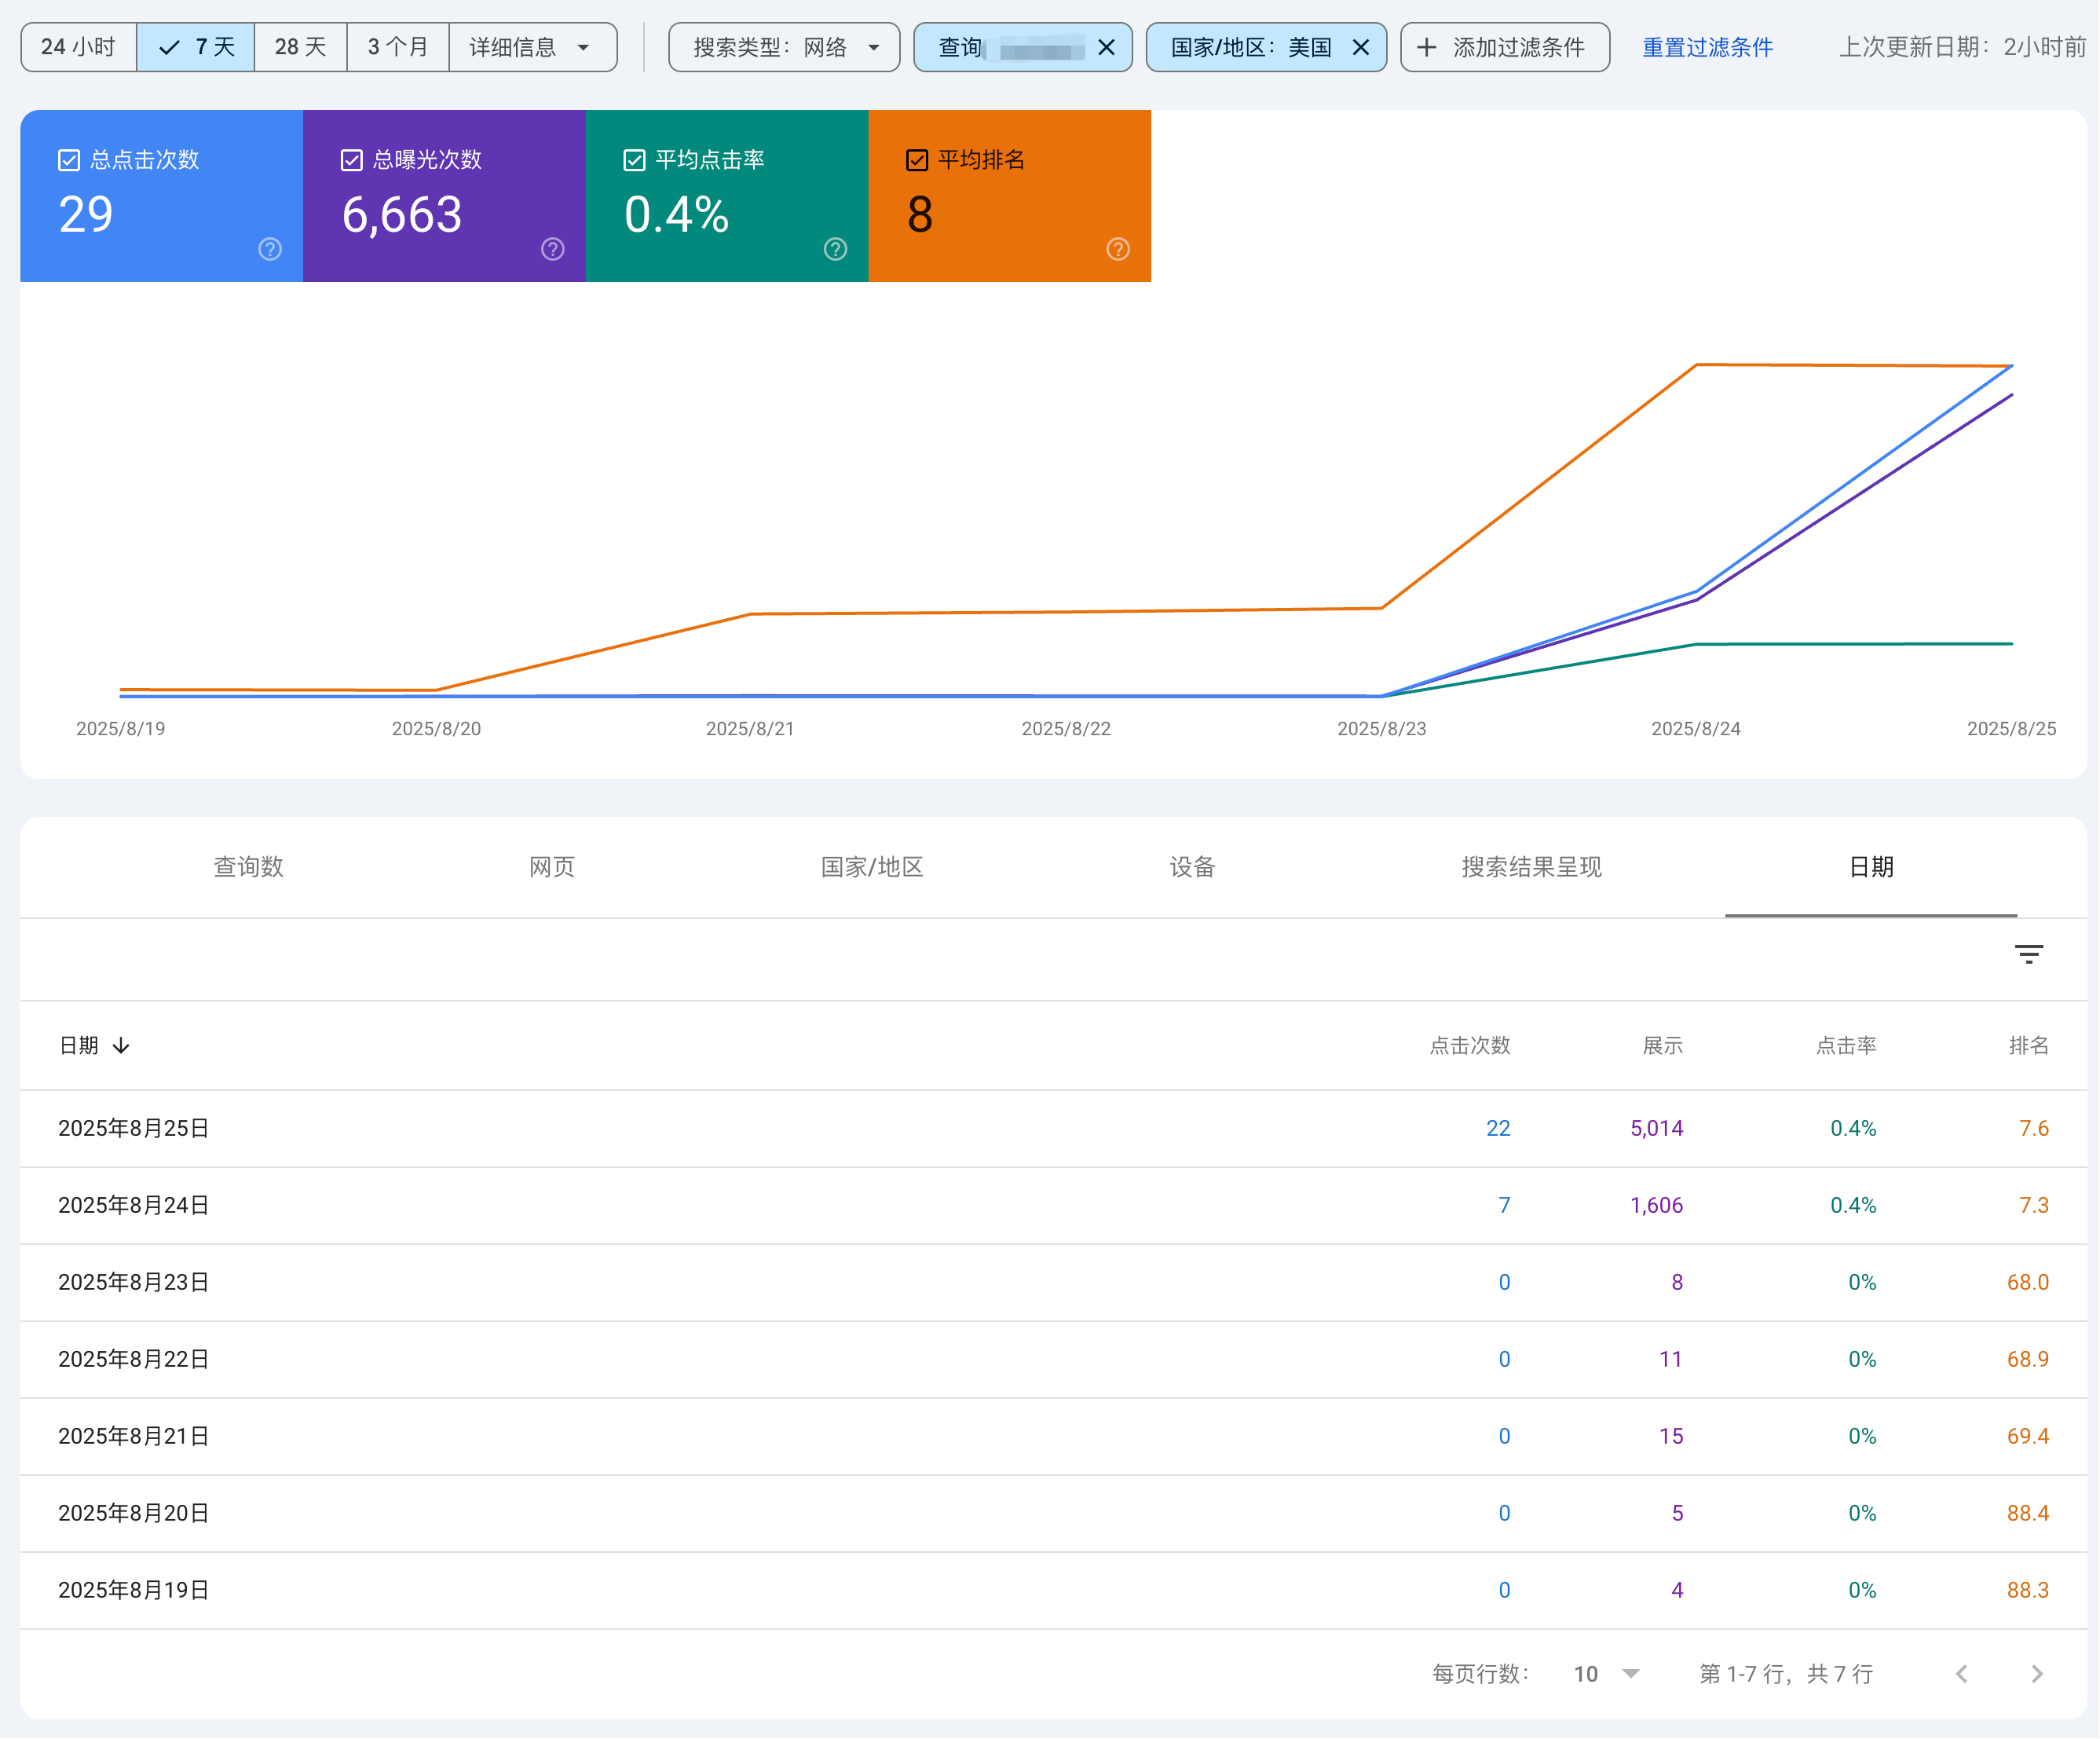 24 小时 7 天 28 天 3 个月 详细信息 搜索类型：网络 查询 国家/地区：美国 添加过滤条件 重置过滤条件 上次更新日期：2小时前
总点击次数 总曝光次数 平均点击率 平均排名
29 6,663 0.4% 8
2025/8/19 2025/8/20 2025/8/21 2025/8/22 2025/8/23 2025/8/24 2025/8/25
查询数 网页 国家/地区 设备 搜索结果呈现 日期
日期 点击次数 展示 点击率 排名
2025年8月25日 22 5,014 0.4% 7.6
2025年8月24日 7 1,606 0.4% 7.3
2025年8月23日 0 8 0% 68.0
2025年8月22日 0 11 0% 68.9
2025年8月21日 0 15 0% 69.4
2025年8月20日 0 5 0% 88.4
2025年8月19日 0 4 0% 88.3
每页行数： 10 第 1-7 行，共 7 行